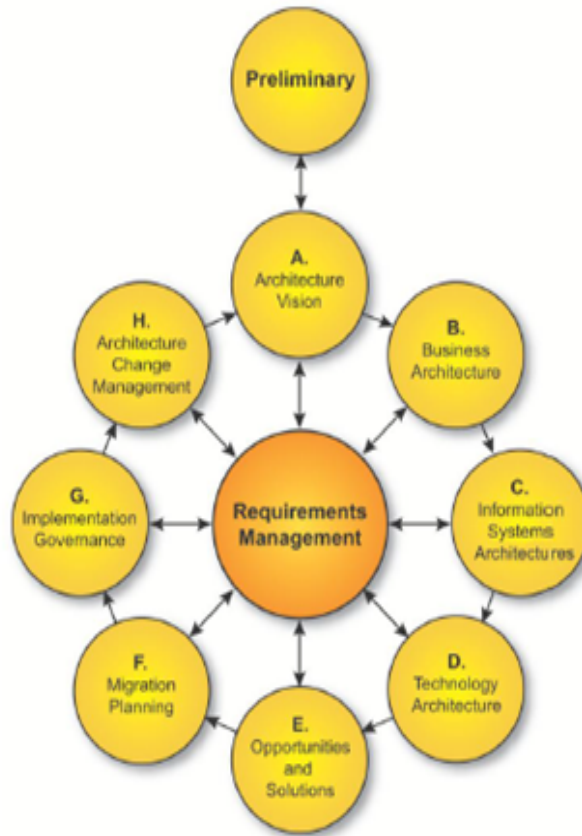 Preliminary
A.
Architecture
Vision
B.
Business
Architecture
C.
Information
Systems
Architectures
D.
Technology
Architecture
E.
Opportunities
and
Solutions
F.
Migration
Planning
G.
Implementation
Governance
H.
Architecture
Change
Management
Requirements
Management